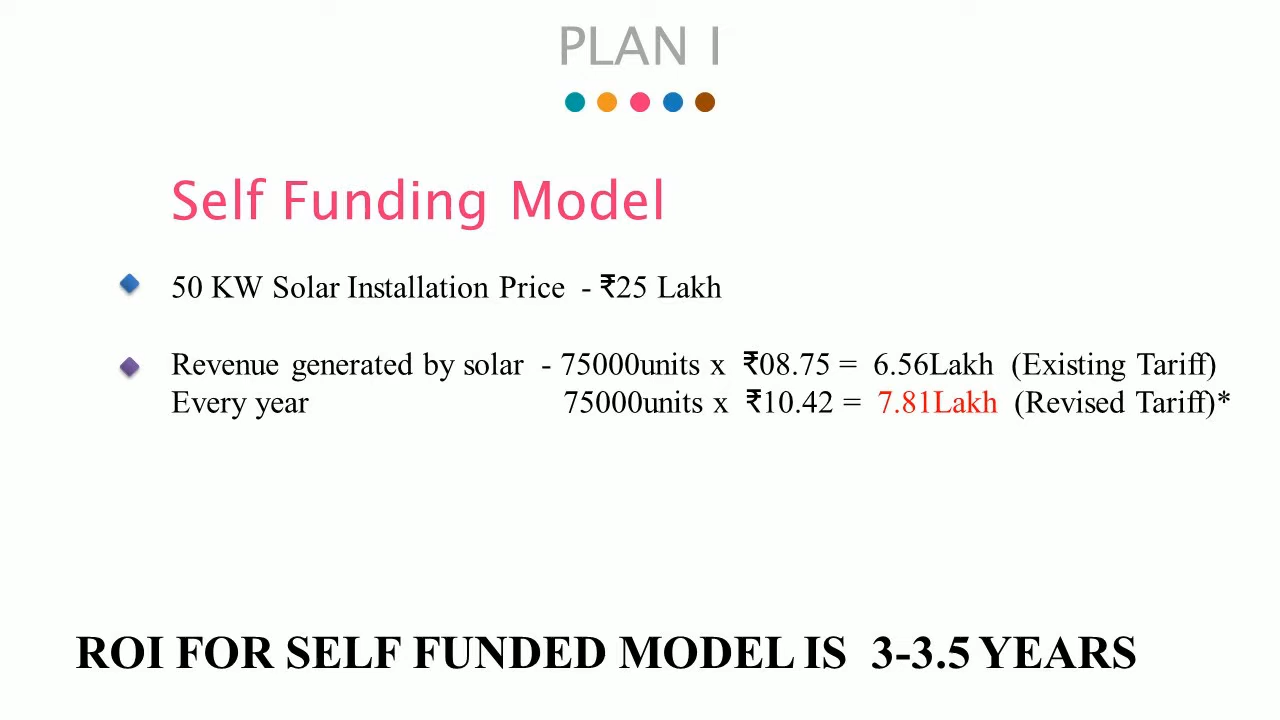 PLAN I
Self Funding Model
50 KW Solar Installation Price - ₹25 Lakh
Revenue generated by solar - 75000units x ₹08.75 = 6.56Lakh (Existing Tariff)
Every year 75000units x ₹10.42 = 7.81Lakh (Revised Tariff)*
ROI FOR SELF FUNDED MODEL IS 3-3.5 YEARS